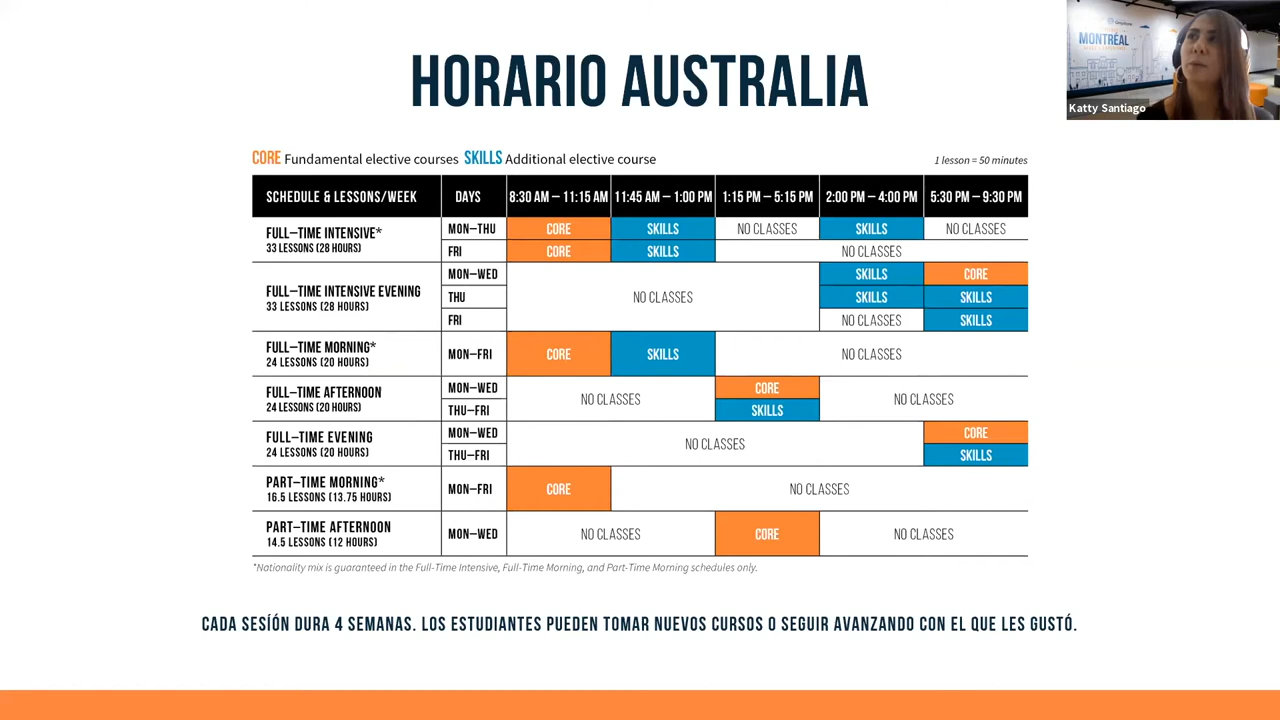 MONTRÉAL
Katty Santiago
HORARIO AUSTRALIA
CORE Fundamental elective courses SKILLS Additional elective course
1 lesson = 50 minutes
SCHEDULE & LESSONS/WEEK DAYS 8:30 AM – 11:15 AM 11:45 AM – 1:00 PM 1:15 PM – 5:15 PM 2:00 PM – 4:00 PM 5:30 PM – 9:30 PM
FULL–TIME INTENSIVE*
33 LESSONS (28 HOURS)
MON–THU CORE SKILLS NO CLASSES SKILLS NO CLASSES
FRI CORE SKILLS NO CLASSES
FULL–TIME INTENSIVE EVENING
33 LESSONS (28 HOURS)
MON–WED SKILLS CORE
THU NO CLASSES SKILLS SKILLS
FRI NO CLASSES SKILLS
FULL–TIME MORNING*
24 LESSONS (20 HOURS)
MON–FRI CORE SKILLS NO CLASSES
FULL–TIME AFTERNOON
24 LESSONS (20 HOURS)
MON–WED NO CLASSES CORE NO CLASSES
THU–FRI SKILLS
FULL–TIME EVENING
24 LESSONS (20 HOURS)
MON–WED NO CLASSES CORE
THU–FRI SKILLS
PART–TIME MORNING*
16.5 LESSONS (13.75 HOURS)
MON–FRI CORE NO CLASSES
PART–TIME AFTERNOON
14.5 LESSONS (12 HOURS)
MON–WED NO CLASSES CORE NO CLASSES
*Nationality mix is guaranteed in the Full-Time Intensive, Full-Time Morning, and Part-Time Morning schedules only.
CADA SESÍÓN DURA 4 SEMANAS. LOS ESTUDIANTES PUEDEN TOMAR NUEVOS CURSOS O SEGUIR AVANZANDO CON EL QUE LES GUSTÓ.